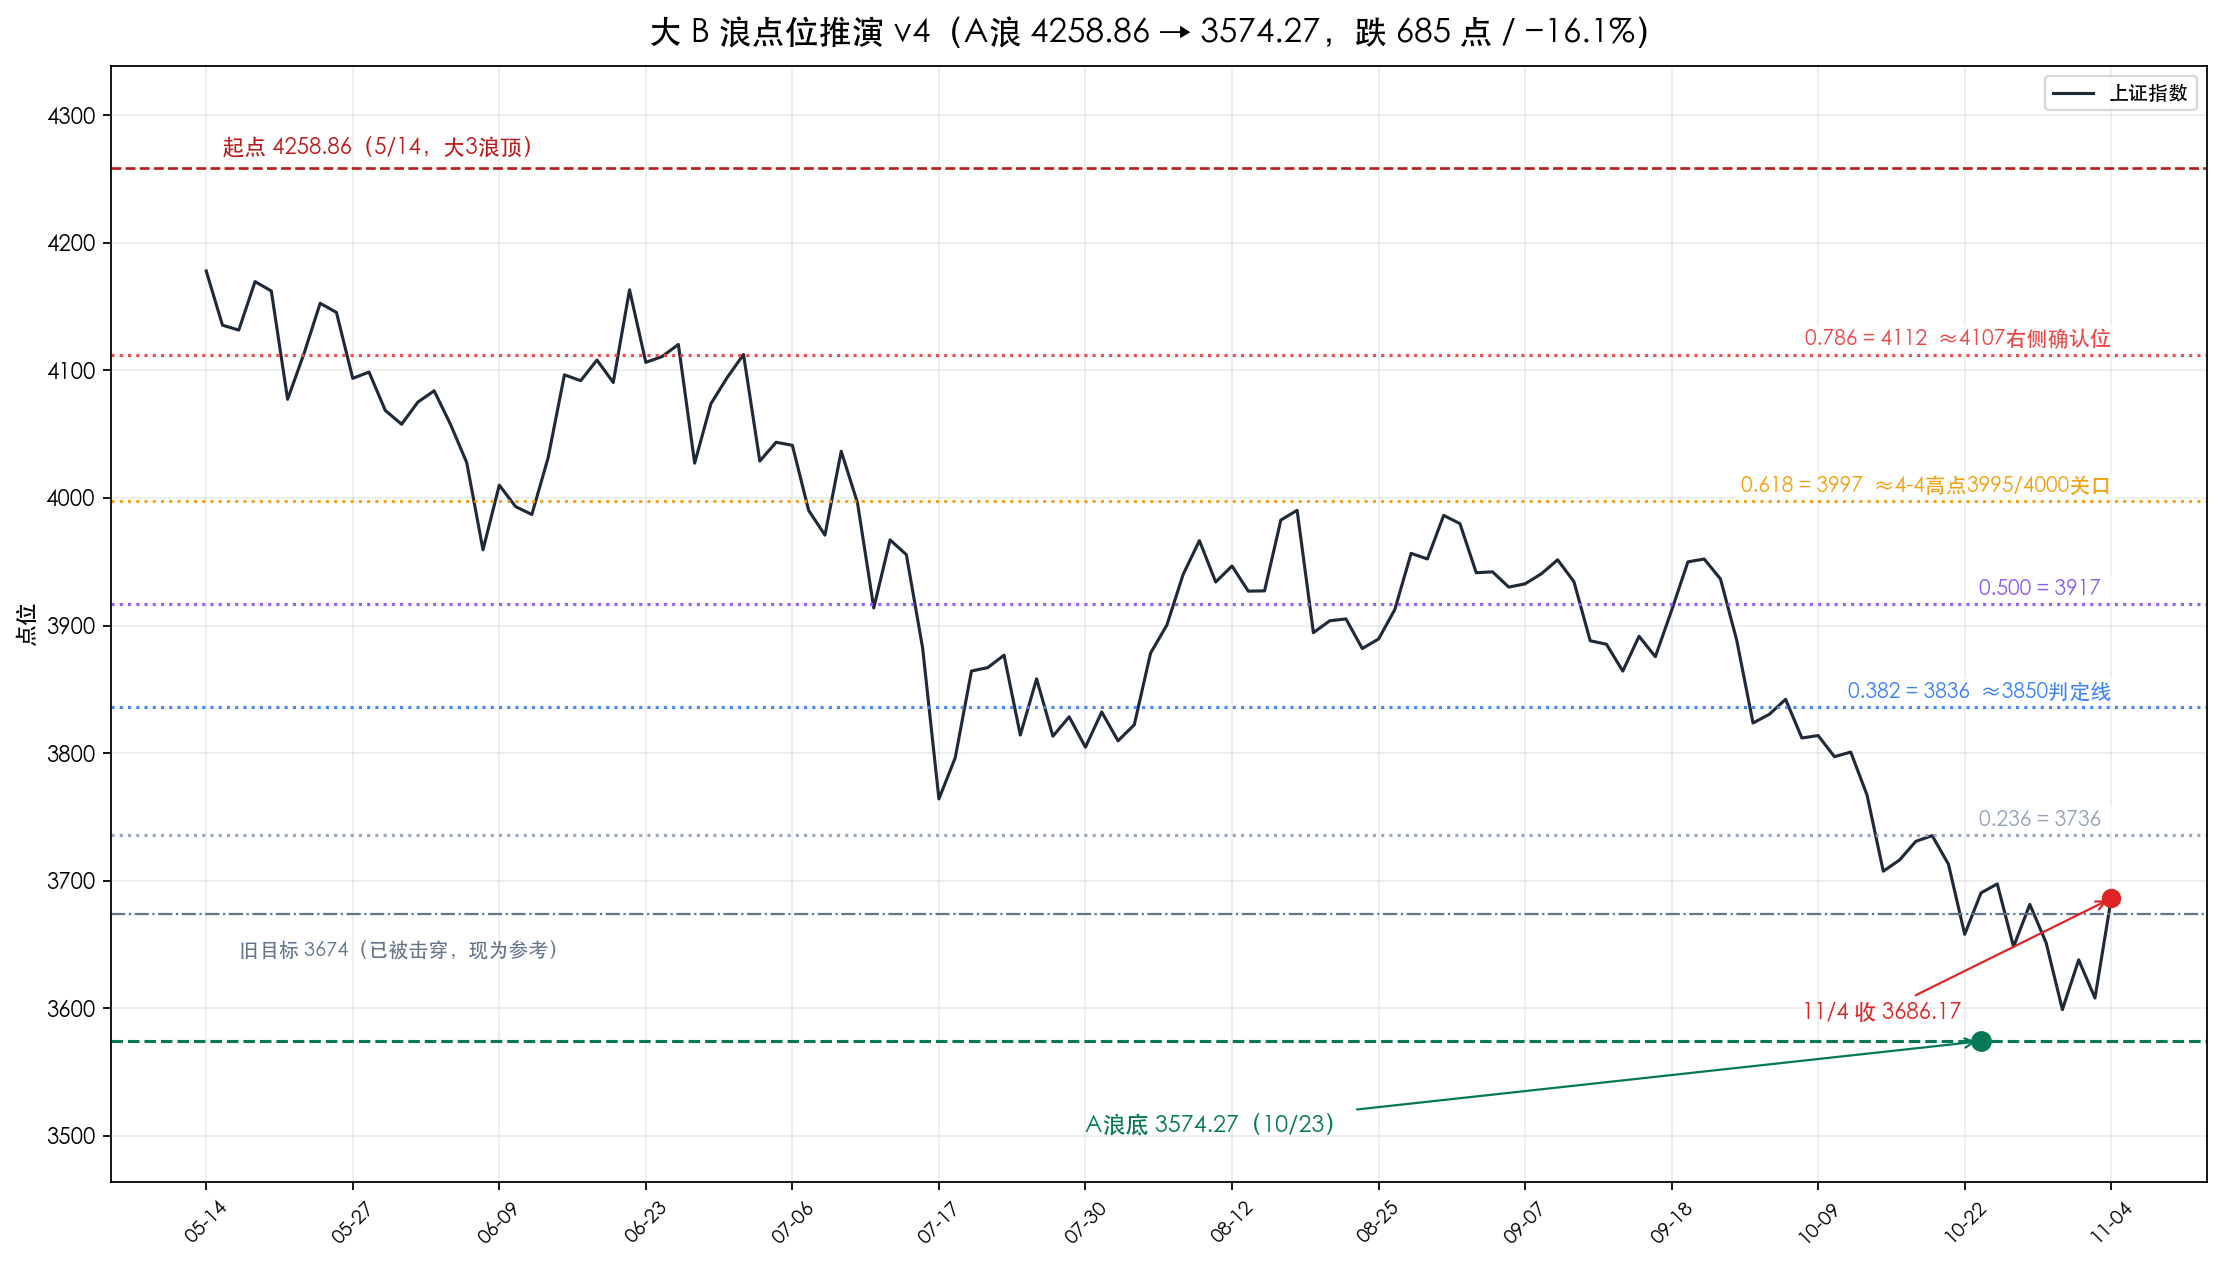 大 B 浪点位推演 v4（A浪 4258.86 → 3574.27，跌 685 点 / −16.1%）
上证指数
4300
起点 4258.86（5/14，大3浪顶）
4200
0.786 = 4112 ≈4107右侧确认位
4100
0.618 = 3997 ≈4-4高点3995/4000关口
4000
0.500 = 3917
3900
点位
0.382 = 3836 ≈3850判定线
3800
0.236 = 3736
3700
旧目标 3674（已被击穿，现为参考）
3600
11/4 收 3686.17
A浪底 3574.27（10/23）
3500
05-14
05-27
06-09
06-23
07-06
07-17
07-30
08-12
08-25
09-07
09-18
10-09
10-22
11-04